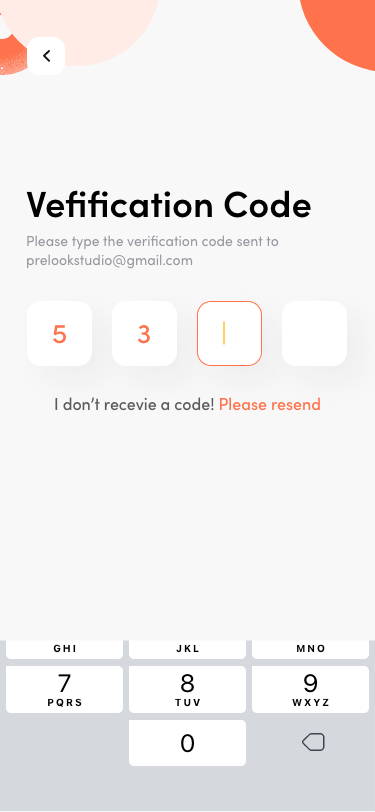 Vefification Code
Please type the verification code sent to
prelookstudio@gmail.com
5 3
I don't recevie a code! Please resend
GHI JKL MNO
7 8 9
PQRS TUV WXYZ
0